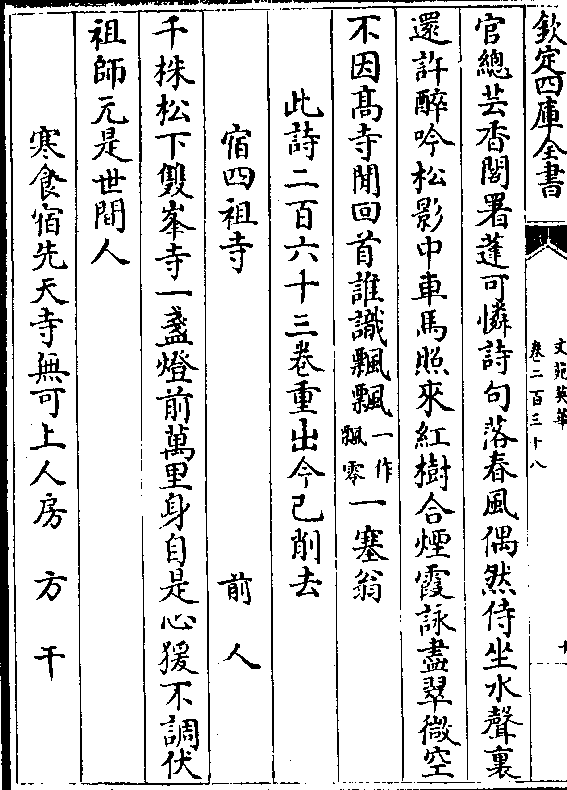 欽定四庫全書
文苑英華
卷二百三十八
官總芸香閣署蓬可憐詩句落春風偶然侍坐水聲裏
還許醉吟松影中車馬照來紅樹合煙霞詠盡翠微空
不因髙寺閒回首誰識飄飄一作飄零一塞翁
此詩二百六十三卷重出今已削去
宿四祖寺 前人
千株松下雙峯寺一盞燈前萬里身自是心猨不調伏
祖師元是世間人
寒食宿先天寺無可上人房 方干